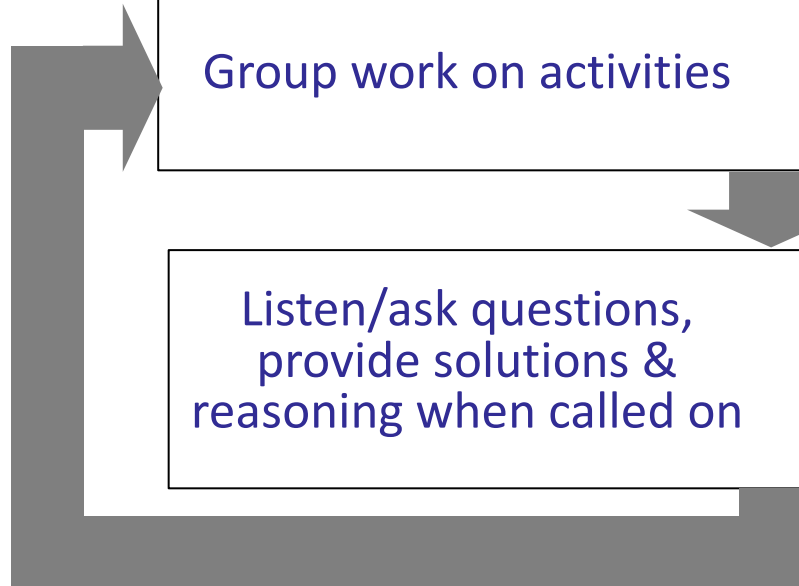 Group work on activities
Listen/ask questions,
provide solutions &
reasoning when called on